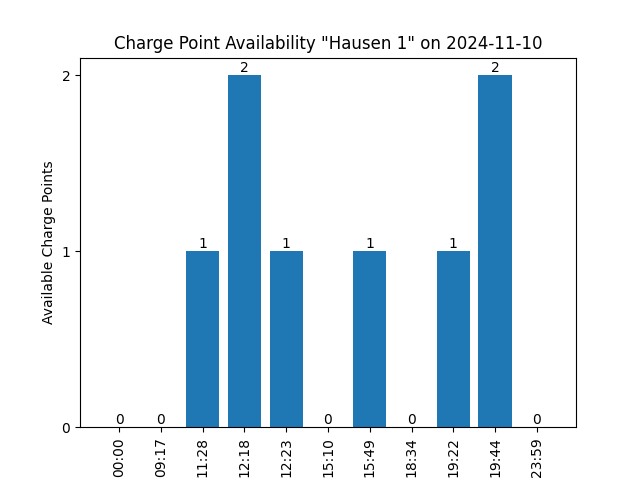 Charge Point Availability "Hausen 1" on 2024-11-10
Available Charge Points
2
1
0
0 0 1 2 1 0 1 0 1 2 0
00:00 09:17 11:28 12:18 12:23 15:10 15:49 18:34 19:22 19:44 23:59